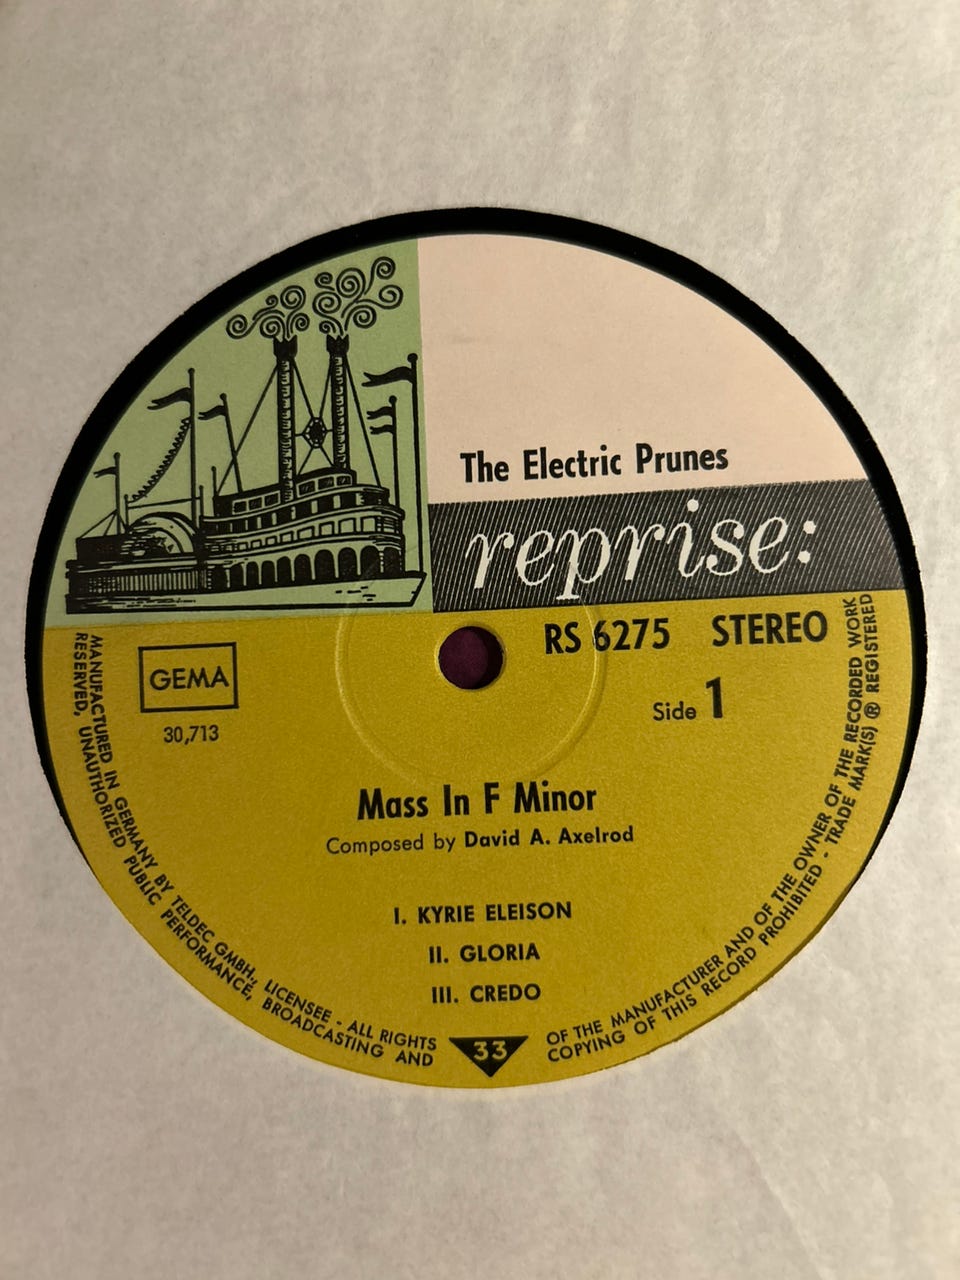 The Electric Prunes
reprise:
RS 6275 STEREO
GEMA
Side 1
30,713
Mass In F Minor
Composed by David A. Axelrod
I. KYRIE ELEISON
II. GLORIA
III. CREDO
33
MANUFACTURED IN GERMANY BY TELDEC GMBH., LICENSEE - ALL RIGHTS OF THE MANUFACTURER AND OF THE OWNER OF THE RECORDED WORK
RESERVED, UNAUTHORIZED PUBLIC PERFORMANCE, BROADCASTING AND COPYING OF THIS RECORD PROHIBITED - TRADE MARK(S) ® REGISTERED